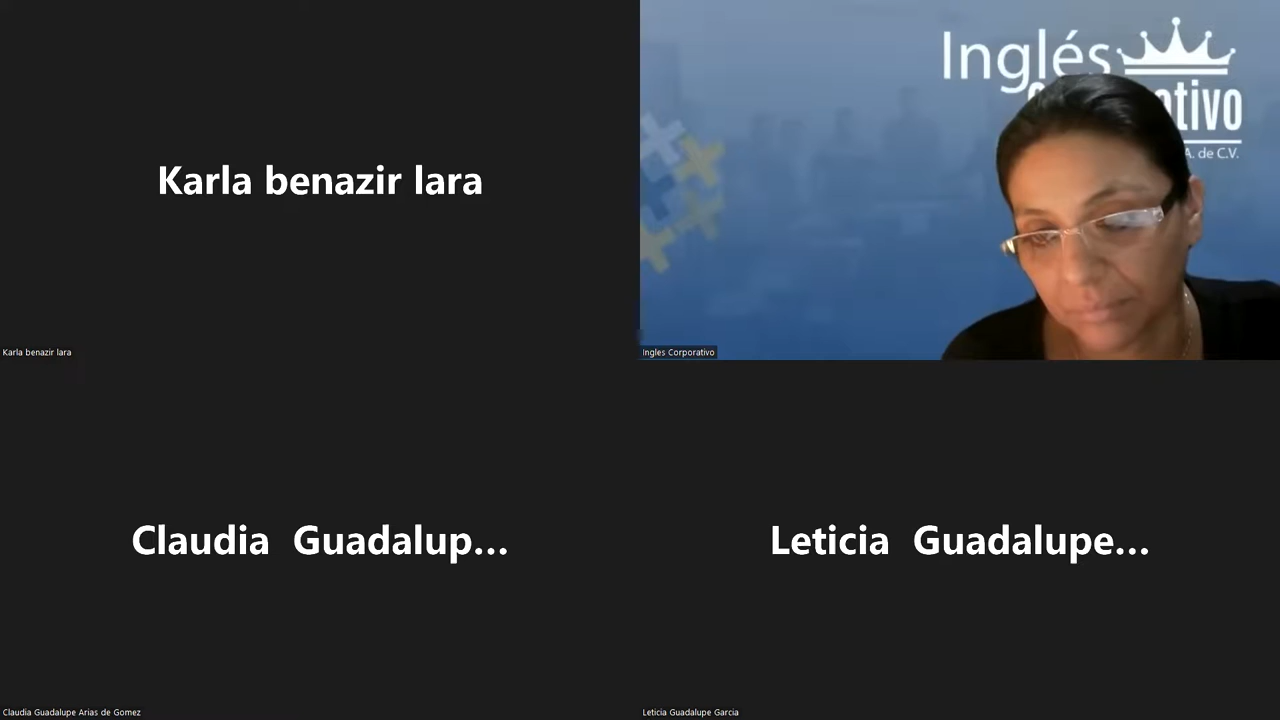 Karla benazir lara
Karla benazir lara
Inglés
tivo
A. de C.V.
Ingles Corporativo
Claudia Guadalup...
Claudia Guadalupe Arias de Gomez
Leticia Guadalupe...
Leticia Guadalupe Garcia